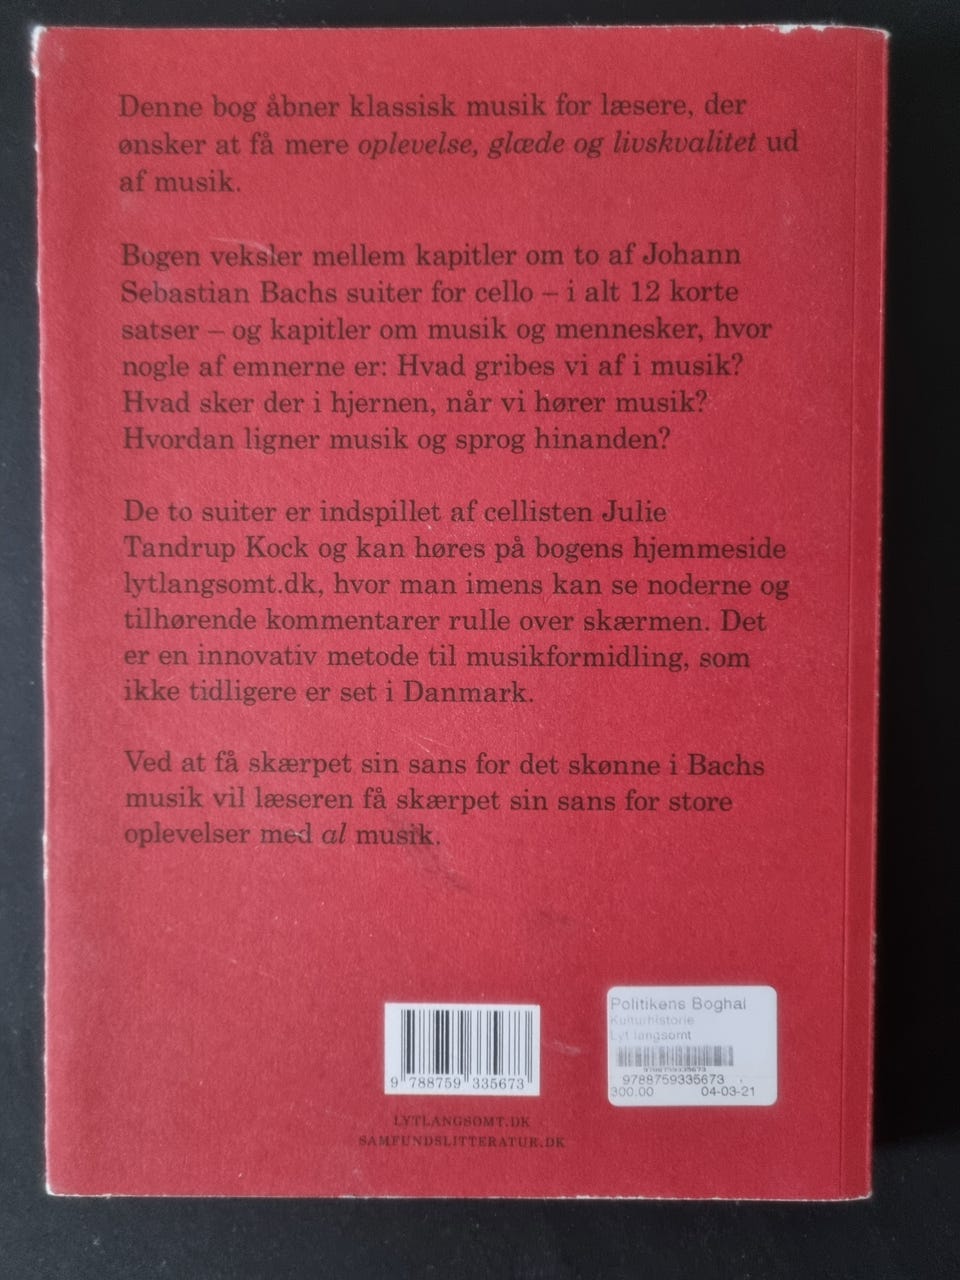 Denne bog åbner klassisk musik for læsere, der
ønsker at få mere oplevelse, glæde og livskvalitet ud
af musik.
Bogen veksler mellem kapitler om to af Johann
Sebastian Bachs suiter for cello – i alt 12 korte
satser – og kapitler om musik og mennesker, hvor
nogle af emnerne er: Hvad gribes vi af i musik?
Hvad sker der i hjernen, når vi hører musik?
Hvordan ligner musik og sprog hinanden?
De to suiter er indspillet af cellisten Julie
Tandrup Kock og kan høres på bogens hjemmeside
lytlangsomt.dk, hvor man imens kan se noderne og
tilhørende kommentarer rulle over skærmen. Det
er en innovativ metode til musikformidling, som
ikke tidligere er set i Danmark.
Ved at få skærpet sin sans for det skønne i Bachs
musik vil læseren få skærpet sin sans for store
oplevelser med al musik.
9 788759 335673
LYTLANGSOMT.DK
SAMFUNDSLITTERATUR.DK
Politikens Boghal
Kulturhistorie
Lyt langsomt
9788759335673
9788759335673
300.00 04-03-21